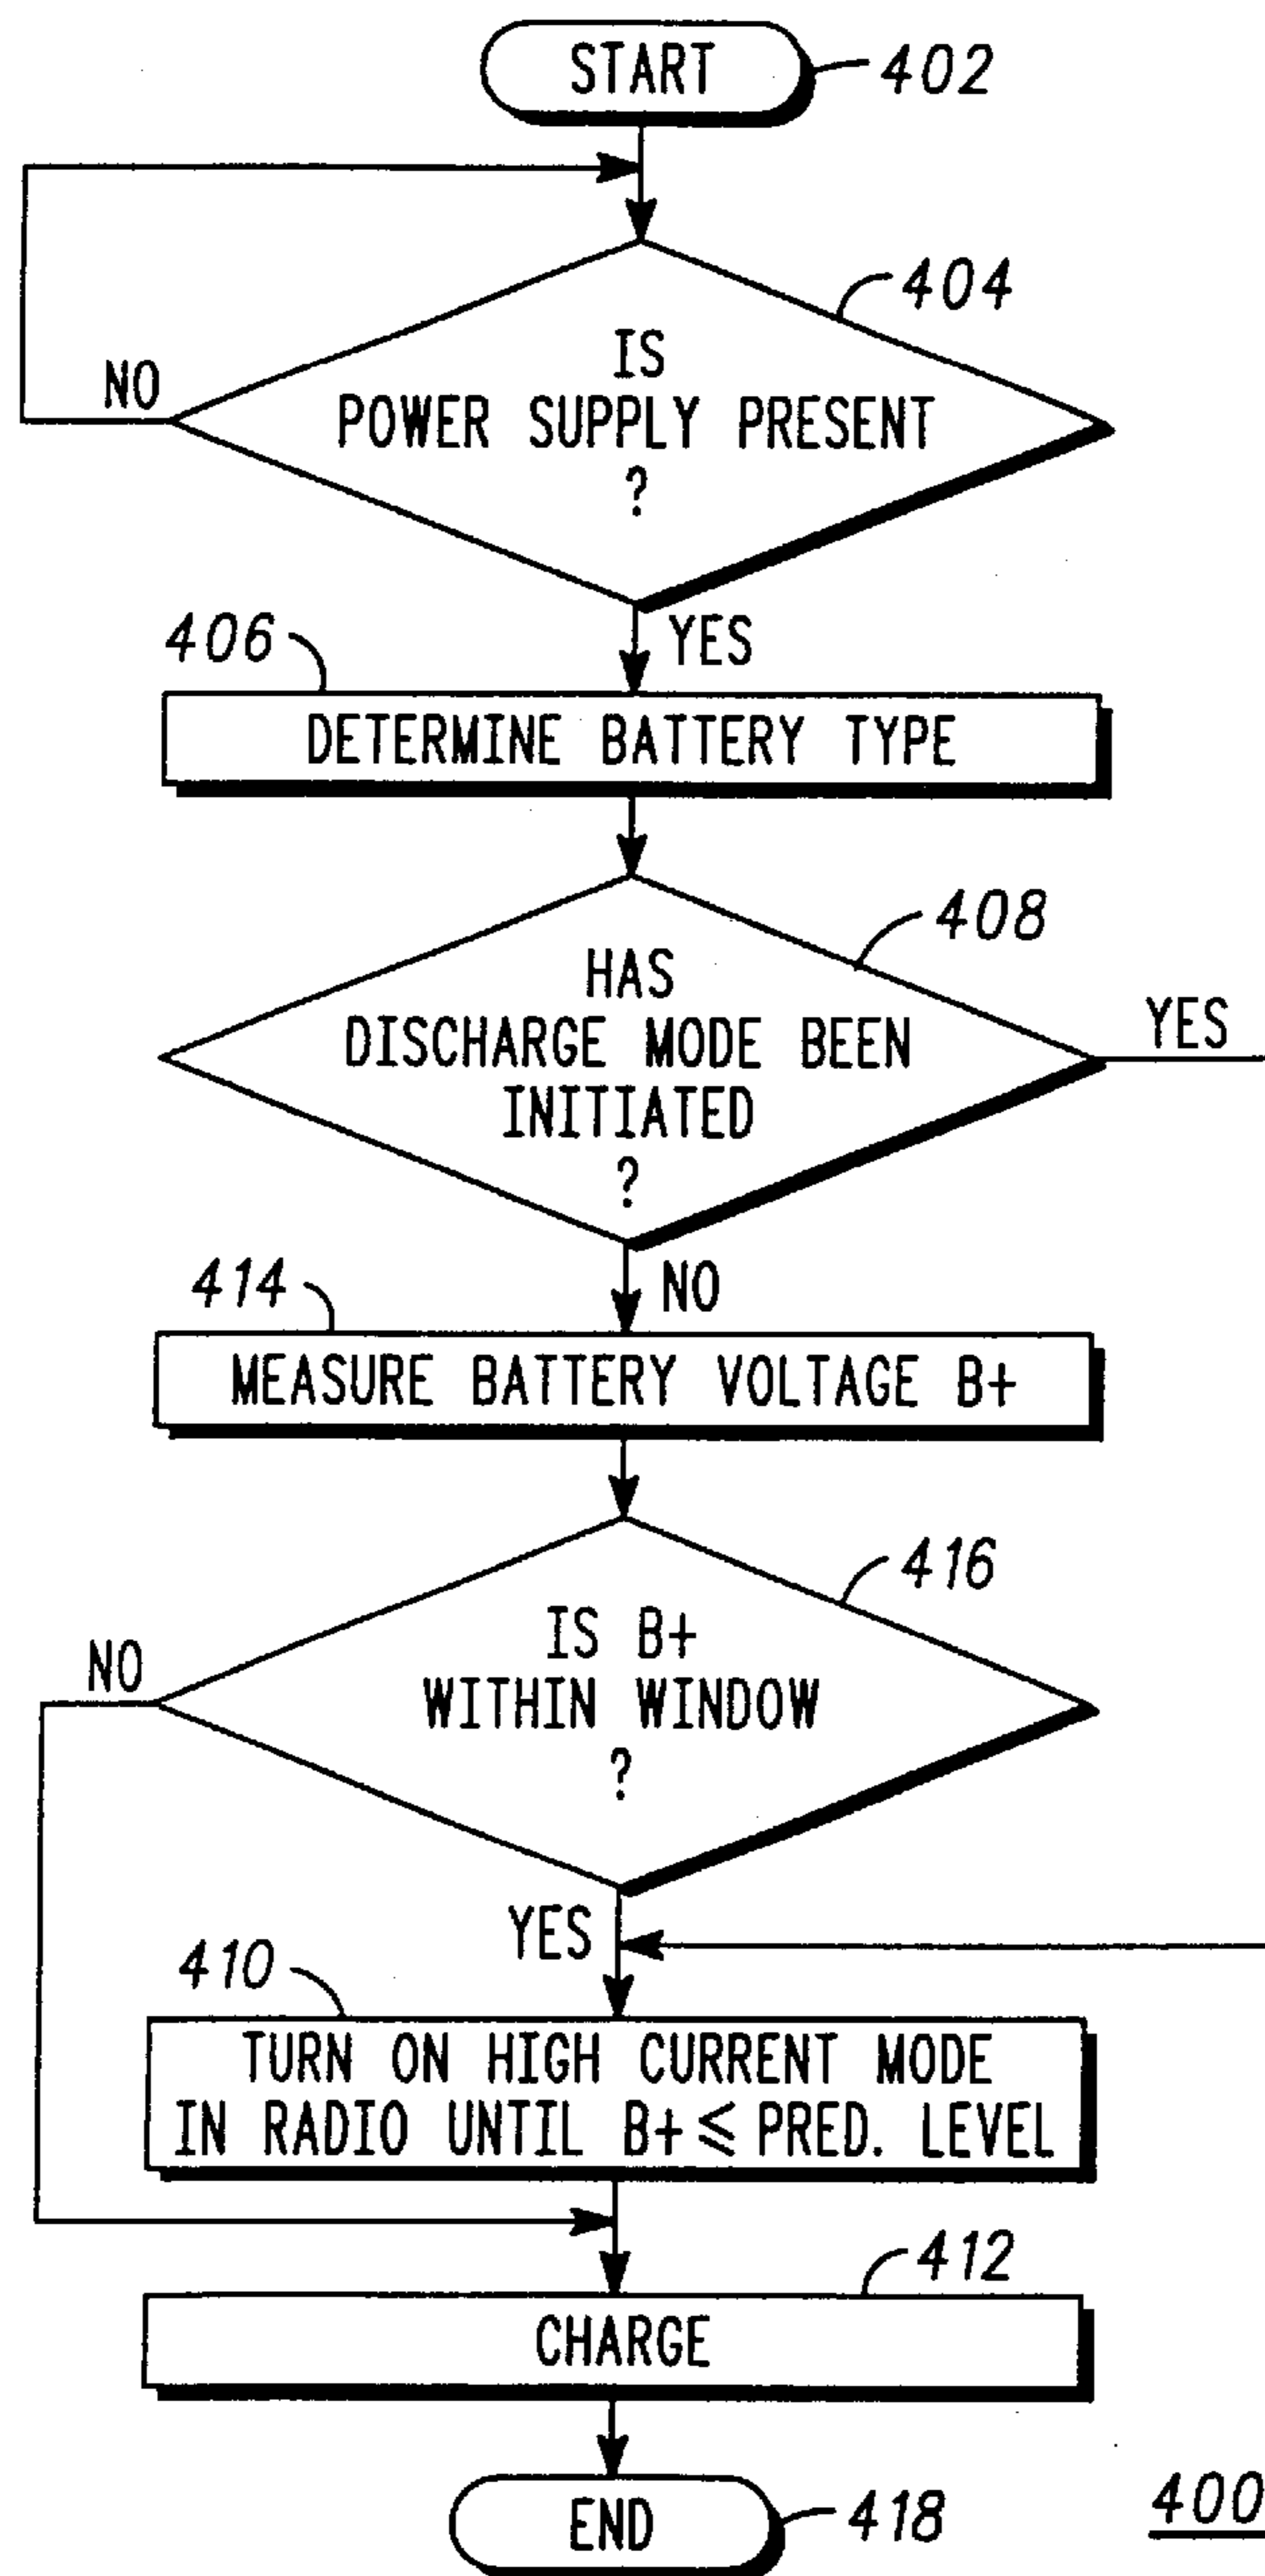 START
402
404
IS
POWER SUPPLY PRESENT
?
NO
YES
406
DETERMINE BATTERY TYPE
408
HAS
DISCHARGE MODE BEEN
INITIATED
?
YES
NO
414
MEASURE BATTERY VOLTAGE B+
416
IS B+
WITHIN WINDOW
?
NO
YES
410
TURN ON HIGH CURRENT MODE
IN RADIO UNTIL B+ ≤ PRED. LEVEL
412
CHARGE
END
418
400